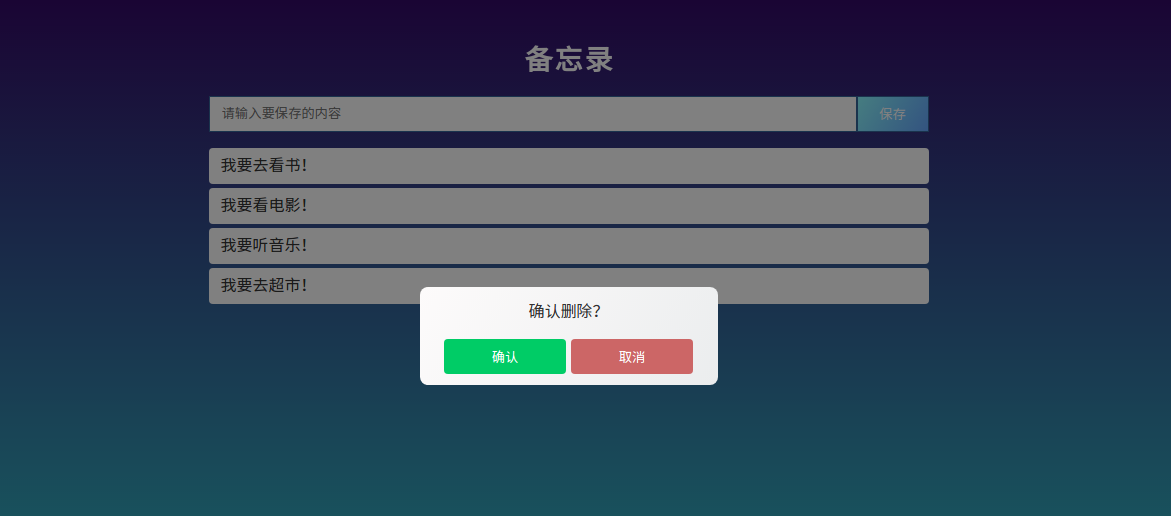 备忘录
请输入要保存的内容
保存
我要去看书!
我要看电影!
我要听音乐!
我要去超市!
确认删除?
确认
取消